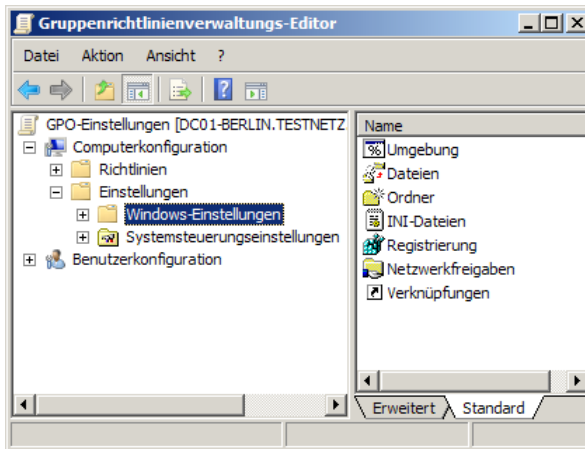 Gruppenrichtlinienverwaltungs-Editor
Datei Aktion Ansicht ?
GPO-Einstellungen [DC01-BERLIN.TESTNETZ
Computerkonfiguration
Richtlinien
Einstellungen
Windows-Einstellungen
Systemsteuerungseinstellungen
Benutzerkonfiguration
Name
Umgebung
Dateien
Ordner
INI-Dateien
Registrierung
Netzwerkfreigaben
Verknüpfungen
Erweitert Standard